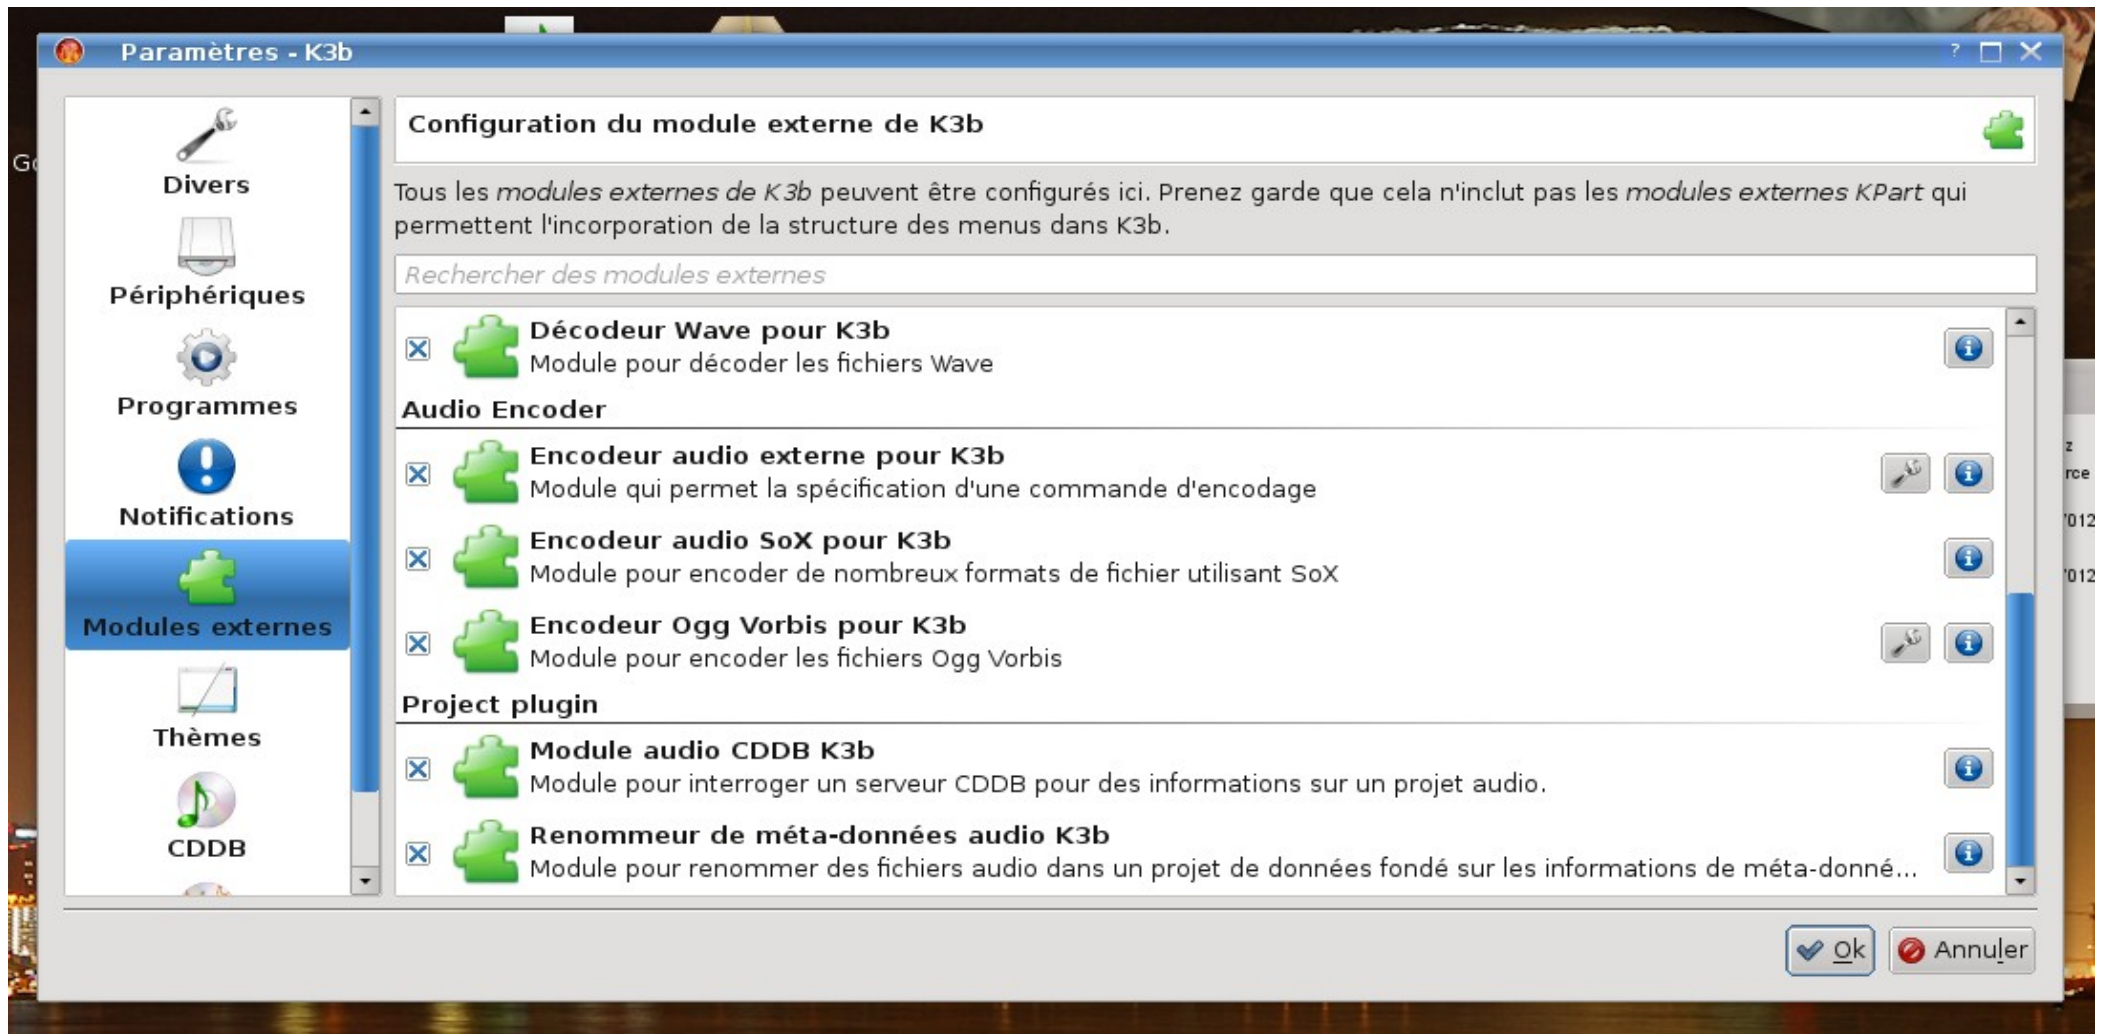 Paramètres - K3b
?
Go
Divers
Périphériques
Programmes
Notifications
Modules externes
Thèmes
CDDB
Configuration du module externe de K3b
Tous les modules externes de K3b peuvent être configurés ici. Prenez garde que cela n'inclut pas les modules externes KPart qui
permettent l'incorporation de la structure des menus dans K3b.
Rechercher des modules externes
Décodeur Wave pour K3b
Module pour décoder les fichiers Wave
Audio Encoder
Encodeur audio externe pour K3b
Module qui permet la spécification d'une commande d'encodage
Encodeur audio SoX pour K3b
Module pour encoder de nombreux formats de fichier utilisant SoX
Encodeur Ogg Vorbis pour K3b
Module pour encoder les fichiers Ogg Vorbis
Project plugin
Module audio CDDB K3b
Module pour interroger un serveur CDDB pour des informations sur un projet audio.
Renommeur de méta-données audio K3b
Module pour renommer des fichiers audio dans un projet de données fondé sur les informations de méta-donné...
Ok
Annuler
z
rce
012
012